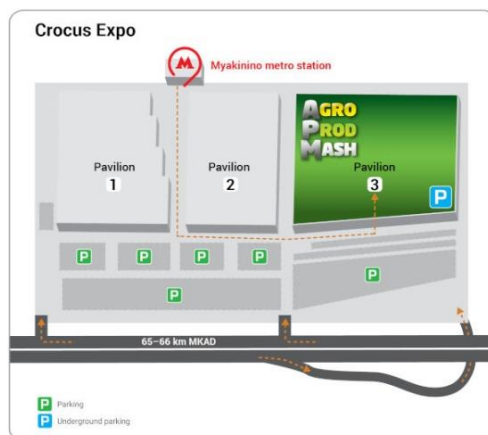 Crocus Expo
M
Myakinino metro station
AGRO
PROD
MASH
Pavilion
1
Pavilion
2
Pavilion
3
P
P
P
P
P
P
P
65–66 km MKAD
P Parking
P Underground parking